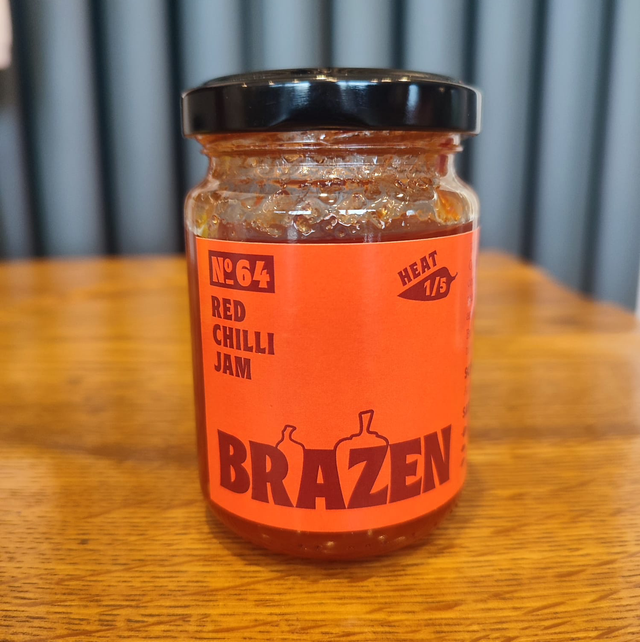 Nº64
RED
CHILLI
JAM
HEAT
1/5
BRAZEN